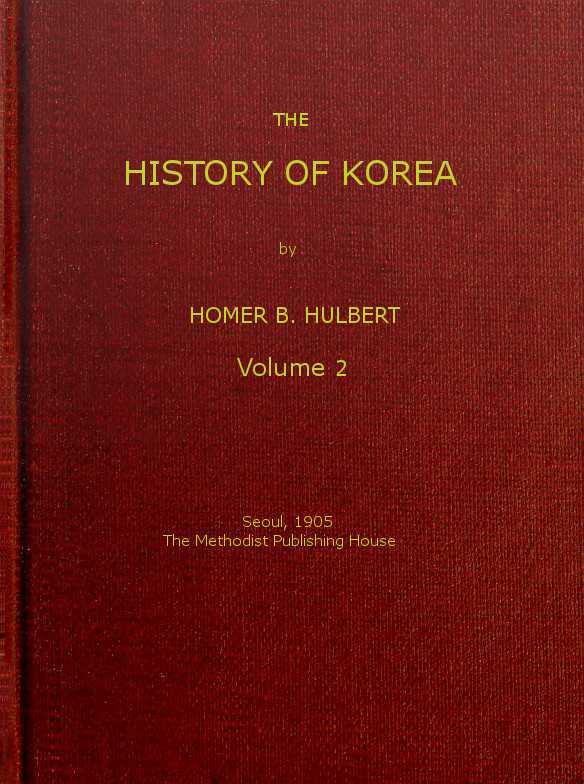 THE
HISTORY OF KOREA
by
HOMER B. HULBERT
Volume 2
Seoul, 1905
The Methodist Publishing House